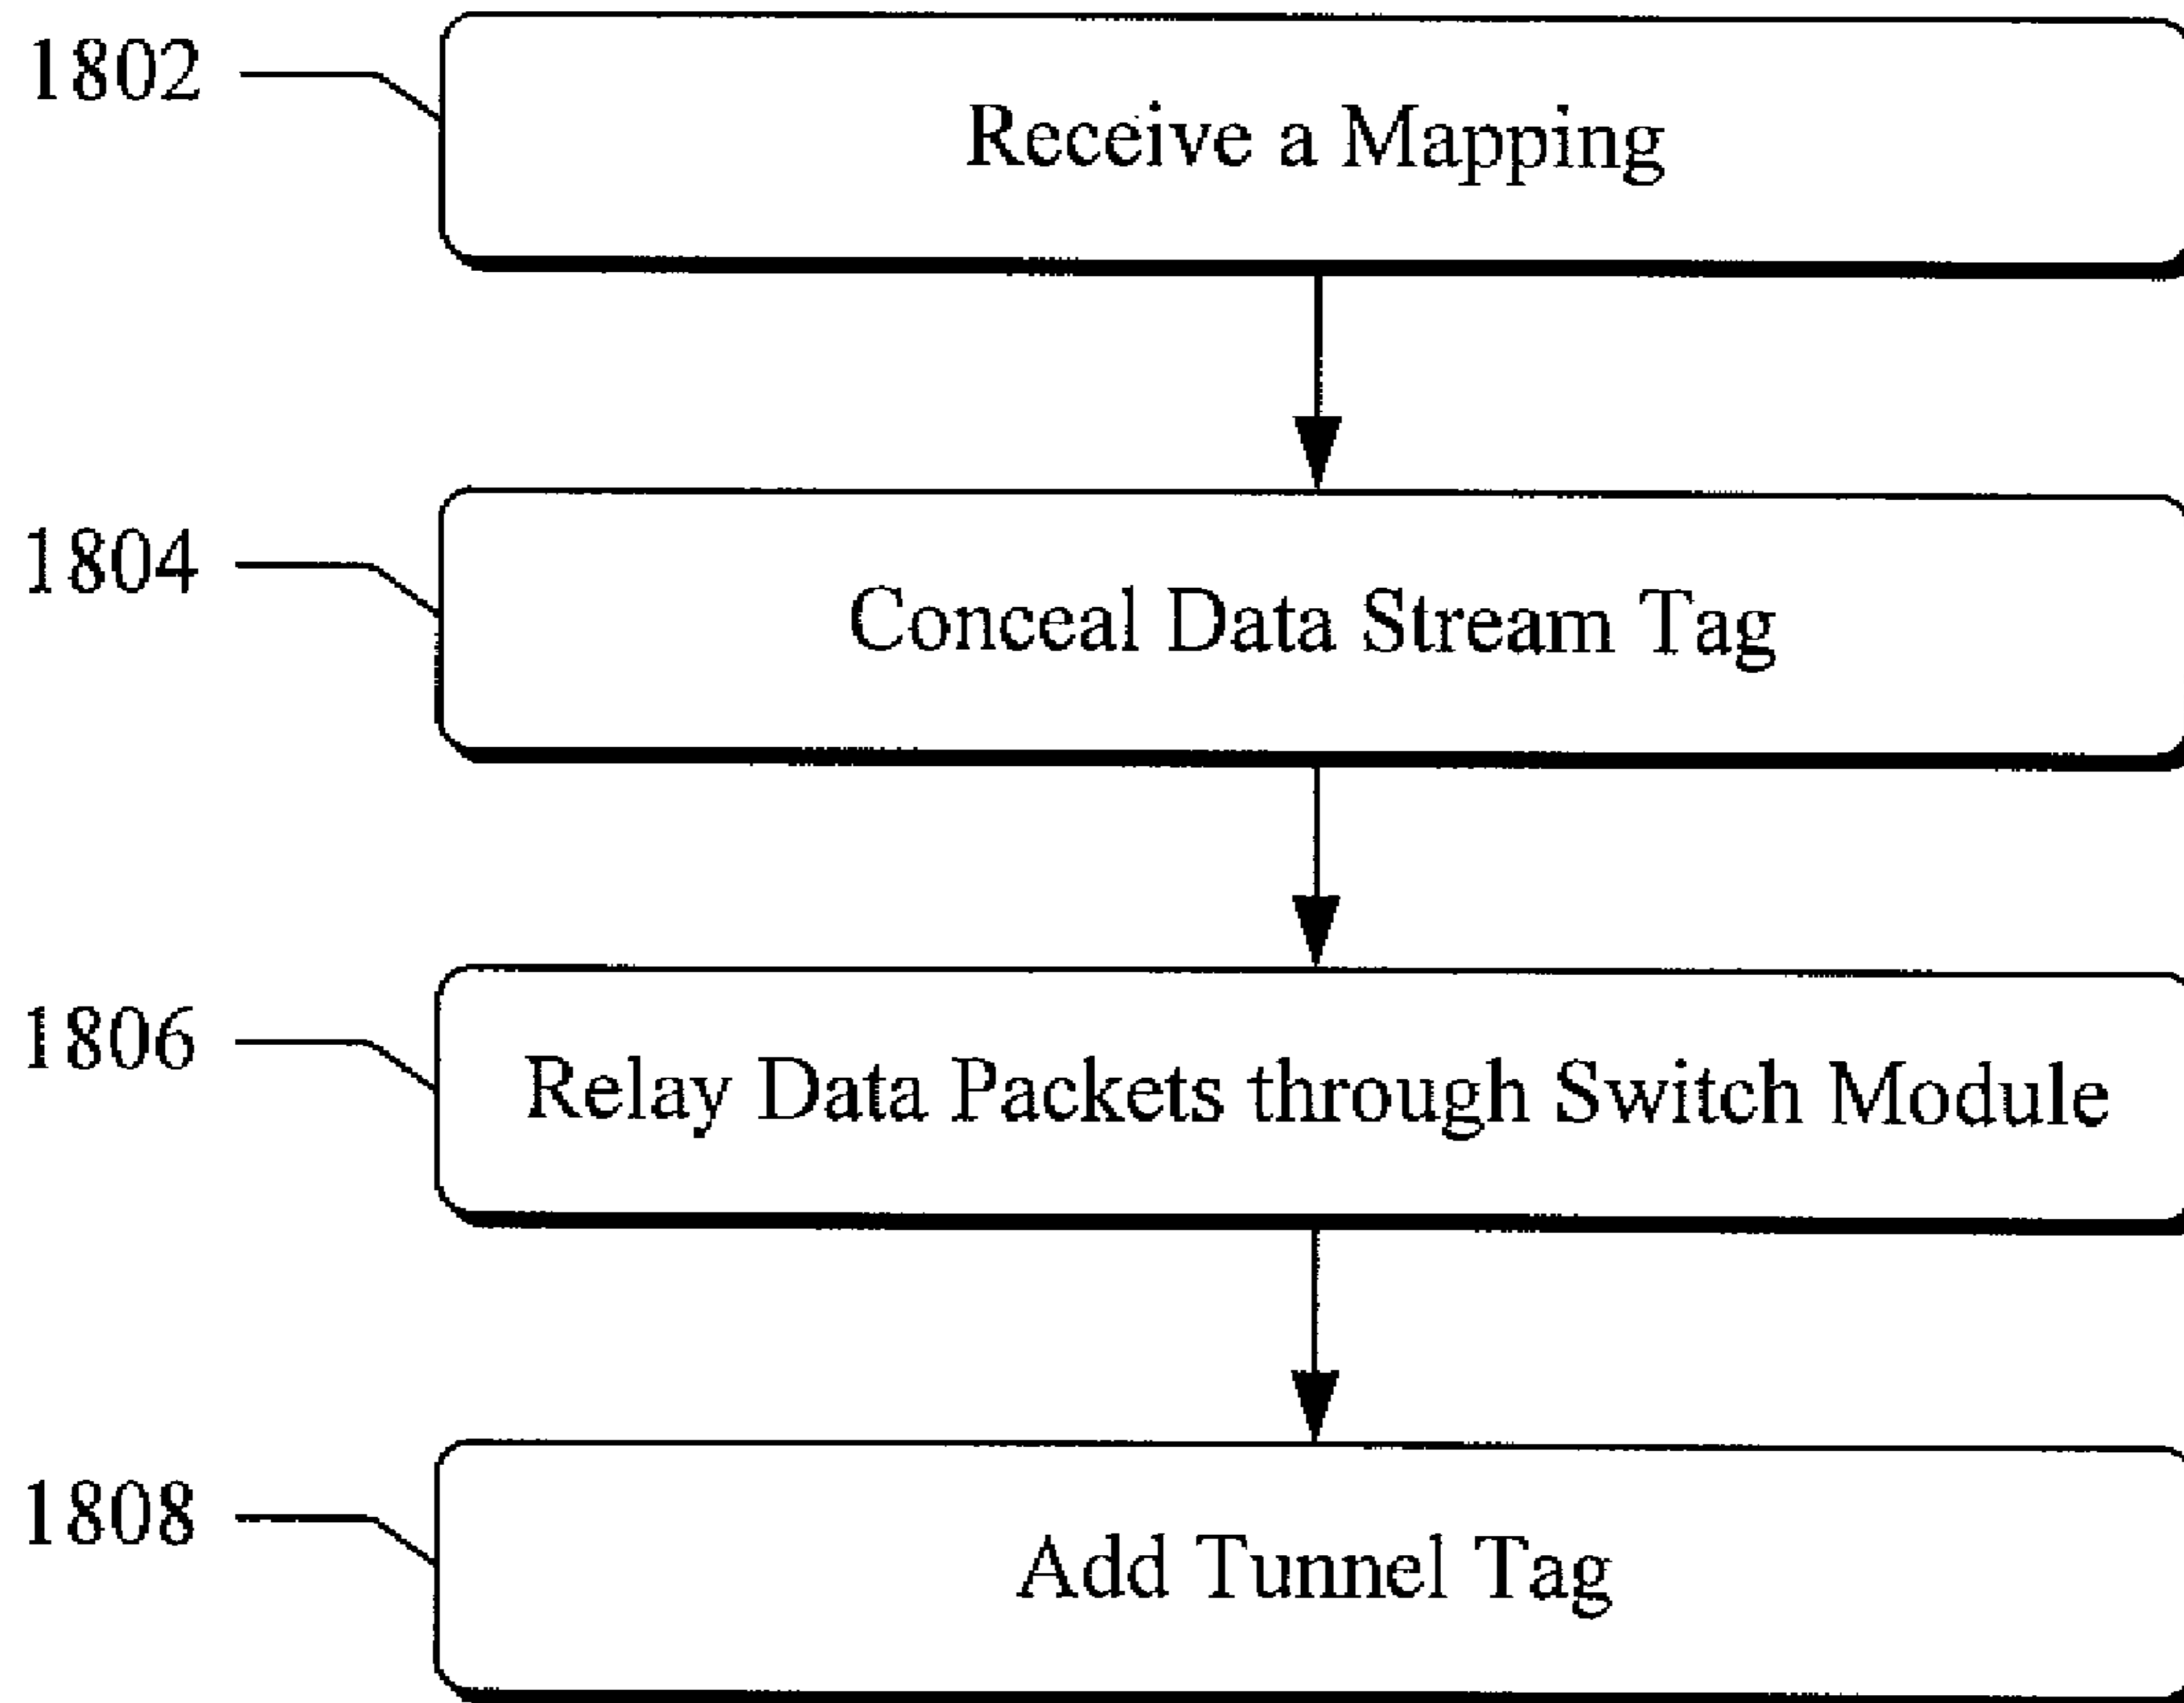 1802
Receive a Mapping
1804
Conceal Data Stream Tag
1806
Relay Data Packets through Switch Module
1808
Add Tunnel Tag